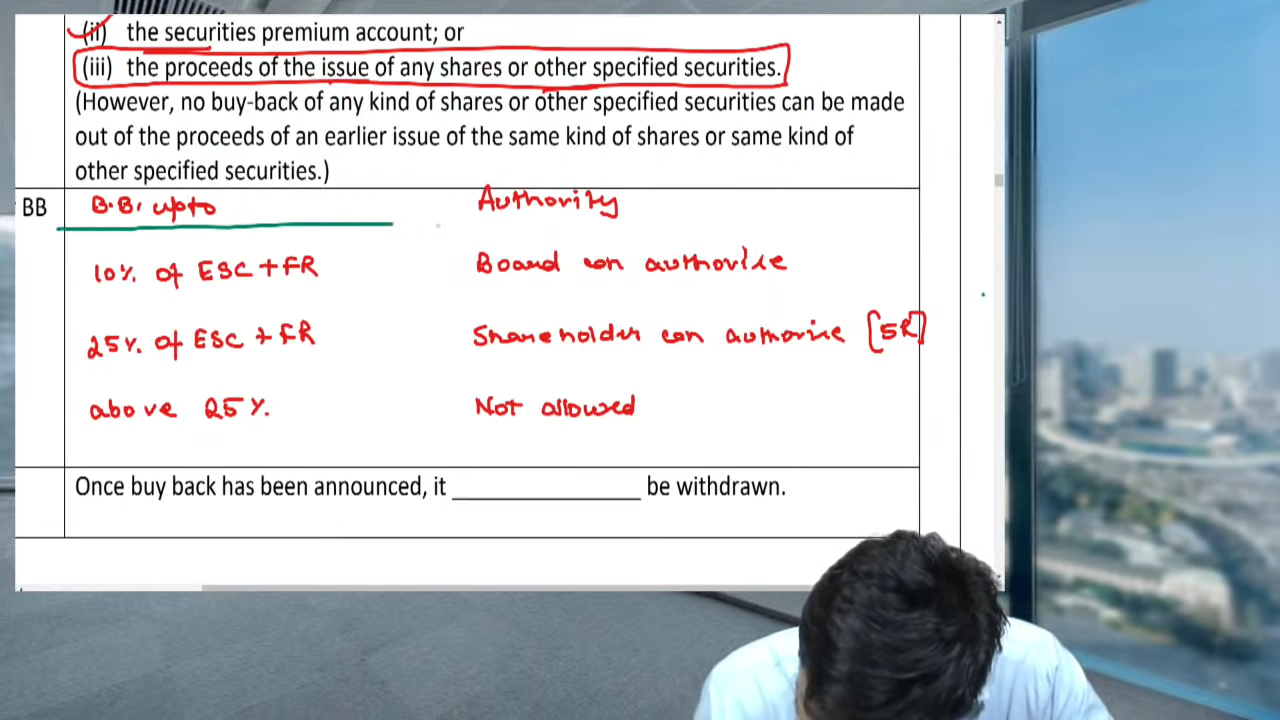 (ii) the securities premium account; or
(iii) the proceeds of the issue of any shares or other specified securities.
(However, no buy-back of any kind of shares or other specified securities can be made
out of the proceeds of an earlier issue of the same kind of shares or same kind of
other specified securities.)
BB B.B. upto Authority
10% of ESC + FR Board can authorise
25% of ESC + FR Shareholder can authorise [SR]
above 25% Not allowed
Once buy back has been announced, it _______________ be withdrawn.